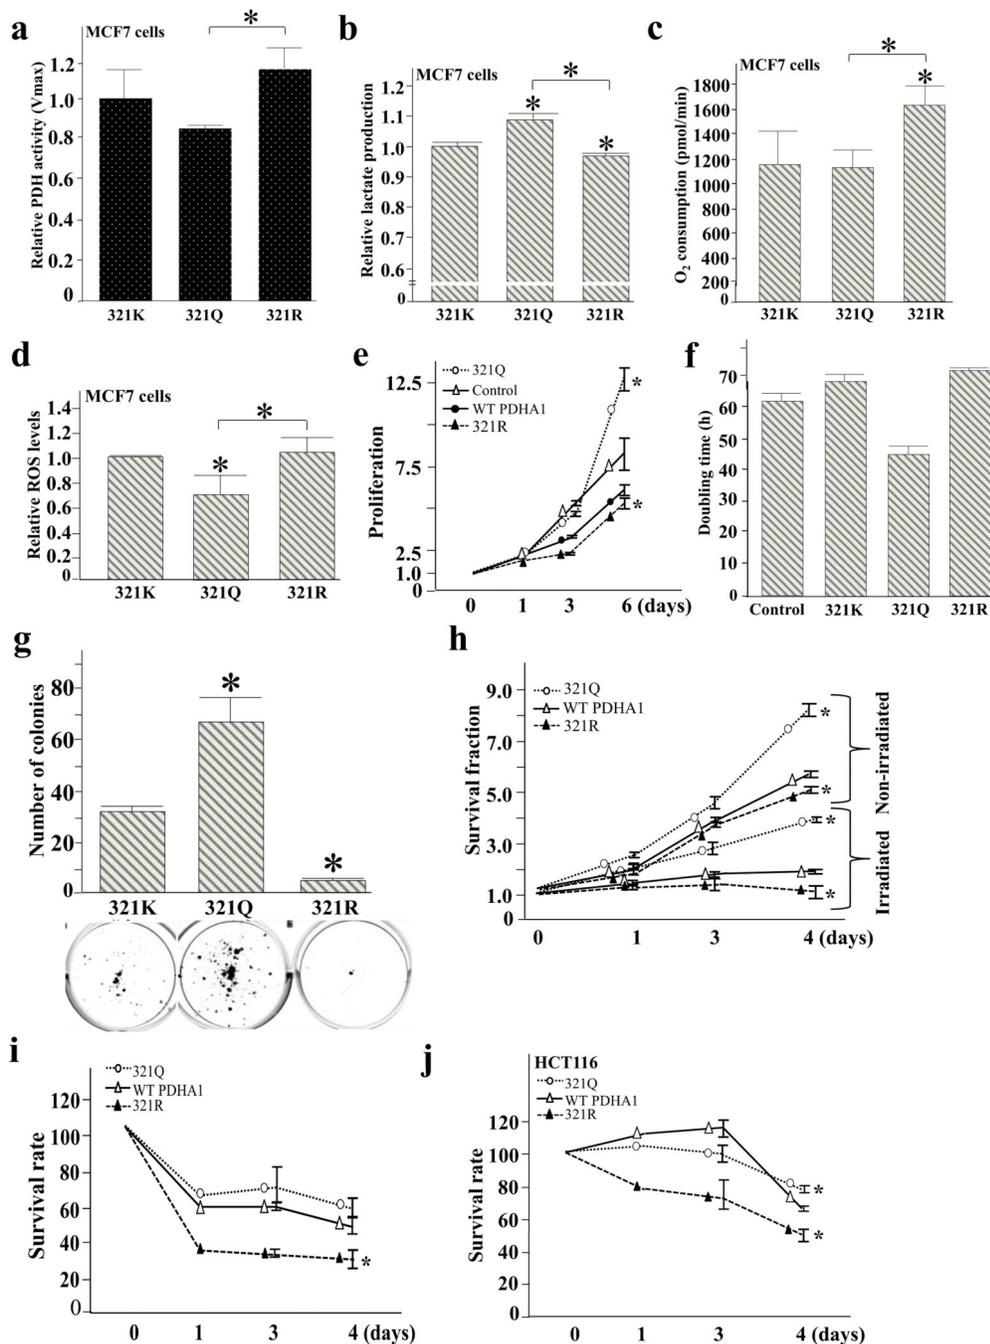 a
MCF7 cells
*
Relative PDH activity (Vmax)
1.2
1.0
0.8
0.6
0.4
0.2
0
321K 321Q 321R
b
MCF7 cells
*
* *
Relative lactate production
1.2
1.1
1.0
0.9
0.8
0.7
0.6
0
321K 321Q 321R
c
MCF7 cells
*
*
O2 consumption (pmol/min)
1800
1600
1400
1200
1000
800
600
400
200
0
321K 321Q 321R
d
MCF7 cells
*
*
Relative ROS levels
1.4
1.2
1.0
0.8
0.6
0.4
0.2
0
321K 321Q 321R
e
321Q
Control
WT PDHA1
321R
*
*
Proliferation
12.5
7.5
2.5
1.0
0
0 1 3 6 (days)
f
Doubling time (h)
70
60
50
40
30
20
10
0
Control 321K 321Q 321R
g
*
*
Number of colonies
80
60
40
20
0
321K 321Q 321R
h
321Q
WT PDHA1
321R
*
*
*
*
Non-irradiated
Irradiated
Survival fraction
9.0
7.0
5.0
3.0
1.0
0
0 1 3 4 (days)
i
321Q
WT PDHA1
321R
*
Survival rate
120
100
80
60
40
20
0
0 1 3 4 (days)
j
HCT116
321Q
WT PDHA1
321R
*
*
Survival rate
120
100
80
60
40
20
0
0 1 3 4 (days)